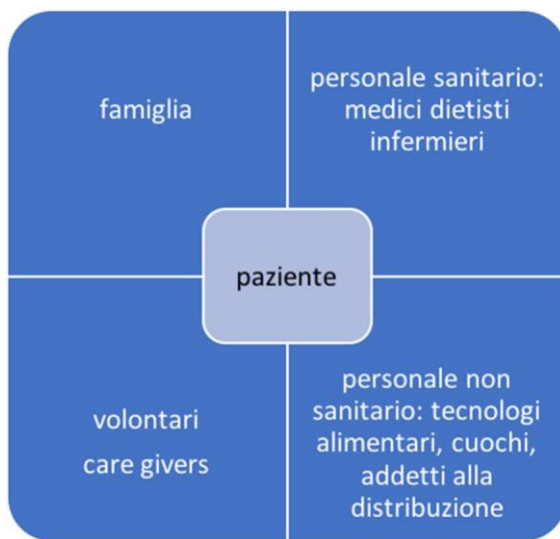 famiglia
personale sanitario:
medici dietisti
infermieri
paziente
volontari
care givers
personale non
sanitario: tecnologi
alimentari, cuochi,
addetti alla
distribuzione